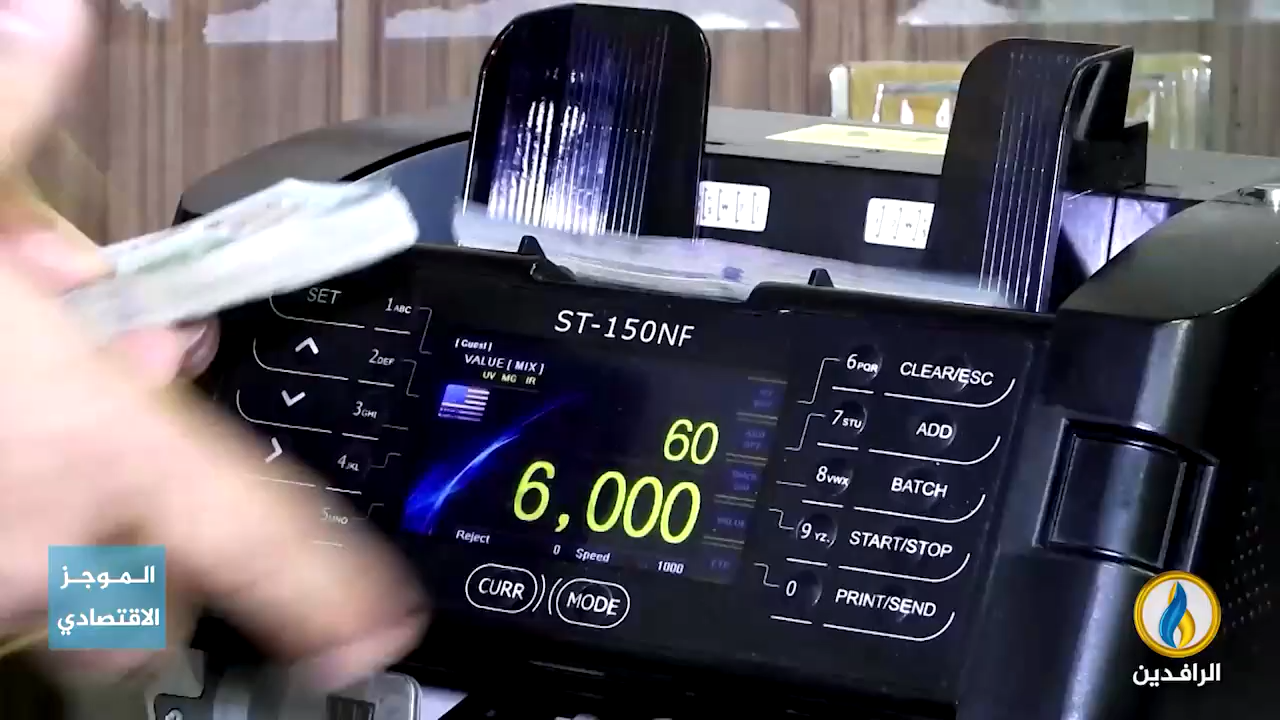 ST-150NF
SET
1ABC
2DEF
3GHI
4JKL
5MNO
[ Guest ]
VALUE [ MIX ]
UV MG IR
60
6,000
Reject 0 Speed 1000
CURR
MODE
6PQR
CLEAR/ESC
7STU
ADD
8VWX
BATCH
9YZ.
START/STOP
0
PRINT/SEND
VALUE
الموجز
الاقتصادي
الرافدين